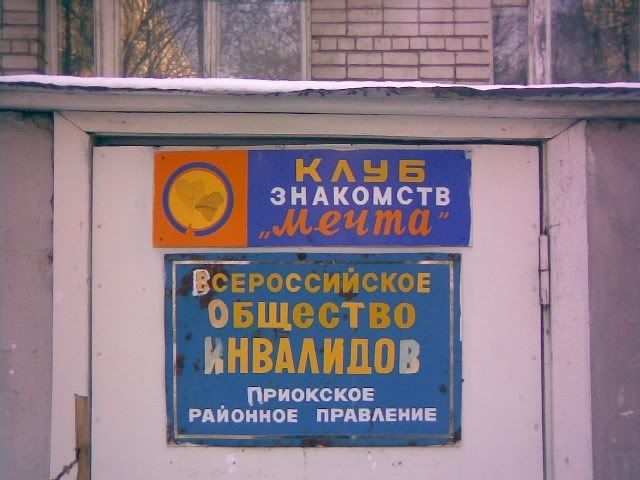 КЛУБ
ЗНАКОМСТВ
„Мечта"
ВСЕРОССИЙСКОЕ
ОБЩЕСТВО
ИНВАЛИДОВ
ПРИОКСКОЕ
РАЙОННОЕ ПРАВЛЕНИЕ